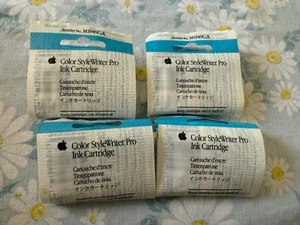 Reorder No. M3949GA
Color StyleWriter Pro
Ink Cartridge
Cartouche d'encre
Tintenpatrone
Cartucho de tinta
インクカートリッジ
Color StyleWriter Pro
Ink Cartridge
Cartouche d'encre
Tintenpatrone
Cartucho de tinta
インクカートリッジ
Color StyleWriter Pro
Ink Cartridge
Cartouche d'encre
Tintenpatrone
Cartucho de tinta
インクカートリッジ
Color StyleWriter Pro
Ink Cartridge
Cartouche d'encre
Tintenpatrone
Cartucho de tinta
インクカートリッジ